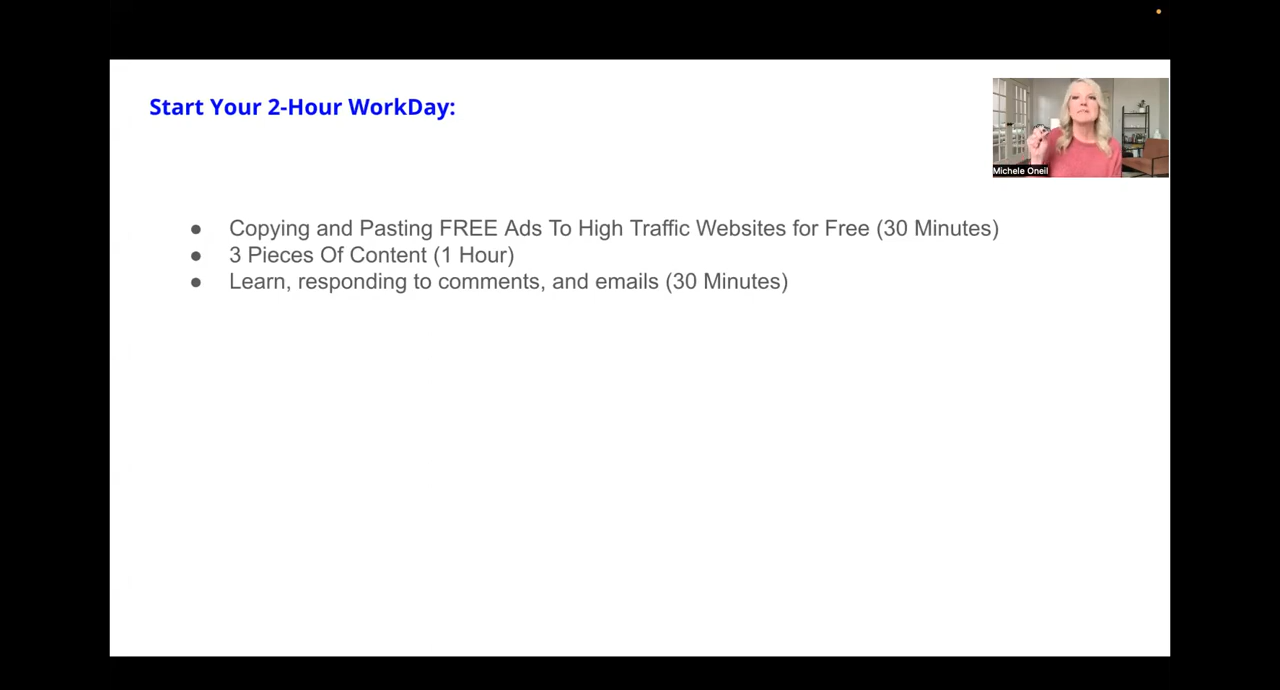 Start Your 2-Hour WorkDay:
Michele Oneil
● Copying and Pasting FREE Ads To High Traffic Websites for Free (30 Minutes)
● 3 Pieces Of Content (1 Hour)
● Learn, responding to comments, and emails (30 Minutes)